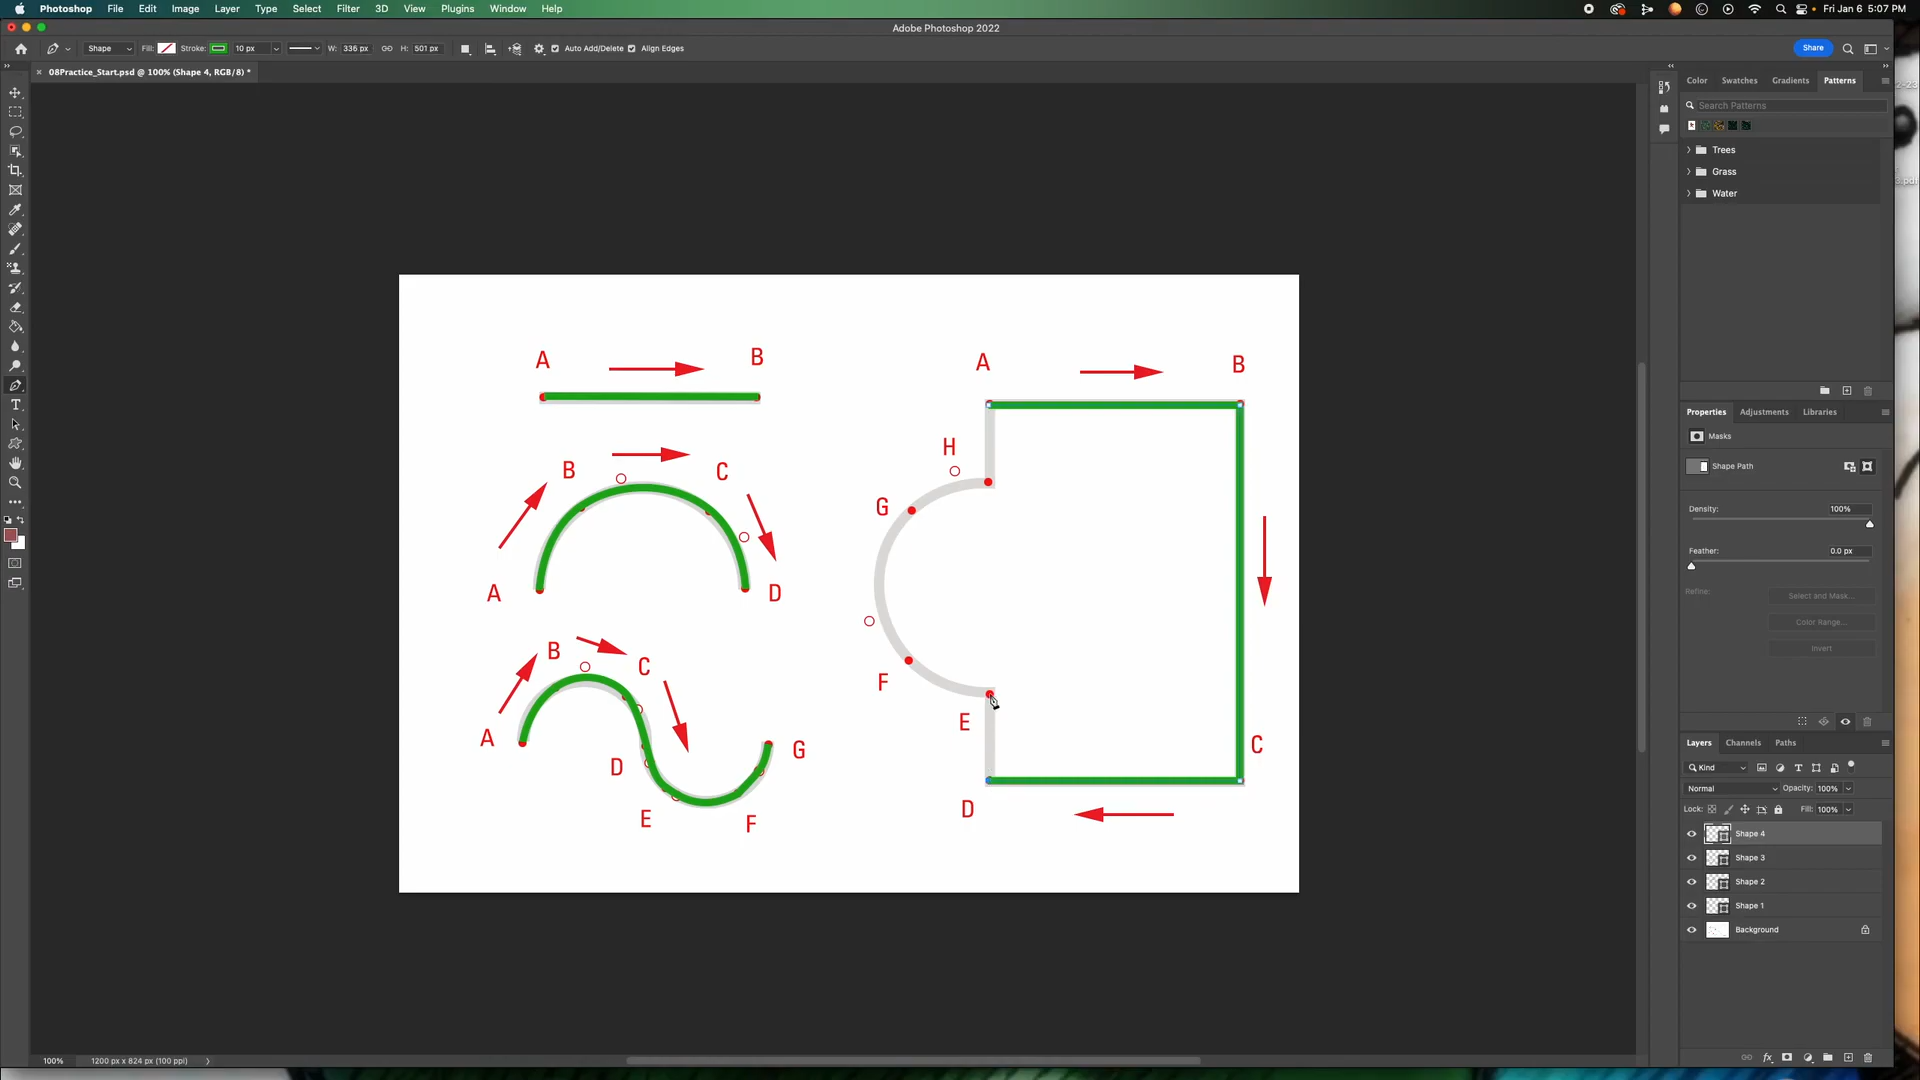 Photoshop File Edit Image Layer Type Select Filter 3D View Plugins Window Help Fri Jan 6 5:07 PM
Adobe Photoshop 2022
Shape Fill: Stroke: 10 px W: 336 px H: 501 px Auto Add/Delete Align Edges Share
× 08Practice_Start.psd @ 100% (Shape 4, RGB/8) *
Color Swatches Gradients Patterns
Search Patterns
Trees
Grass
Water
A B
A B
B C
H
G
A D
B C
F
A
E
D G
C
E F
D
Properties Adjustments Libraries
Masks
Shape Path
Density: 100%
Feather: 0.0 px
Refine: Select and Mask...
Color Range...
Invert
Layers Channels Paths
Kind
Normal Opacity: 100%
Lock: Fill: 100%
Shape 4
Shape 3
Shape 2
Shape 1
Background
100% 1200 px x 824 px (100 ppi)